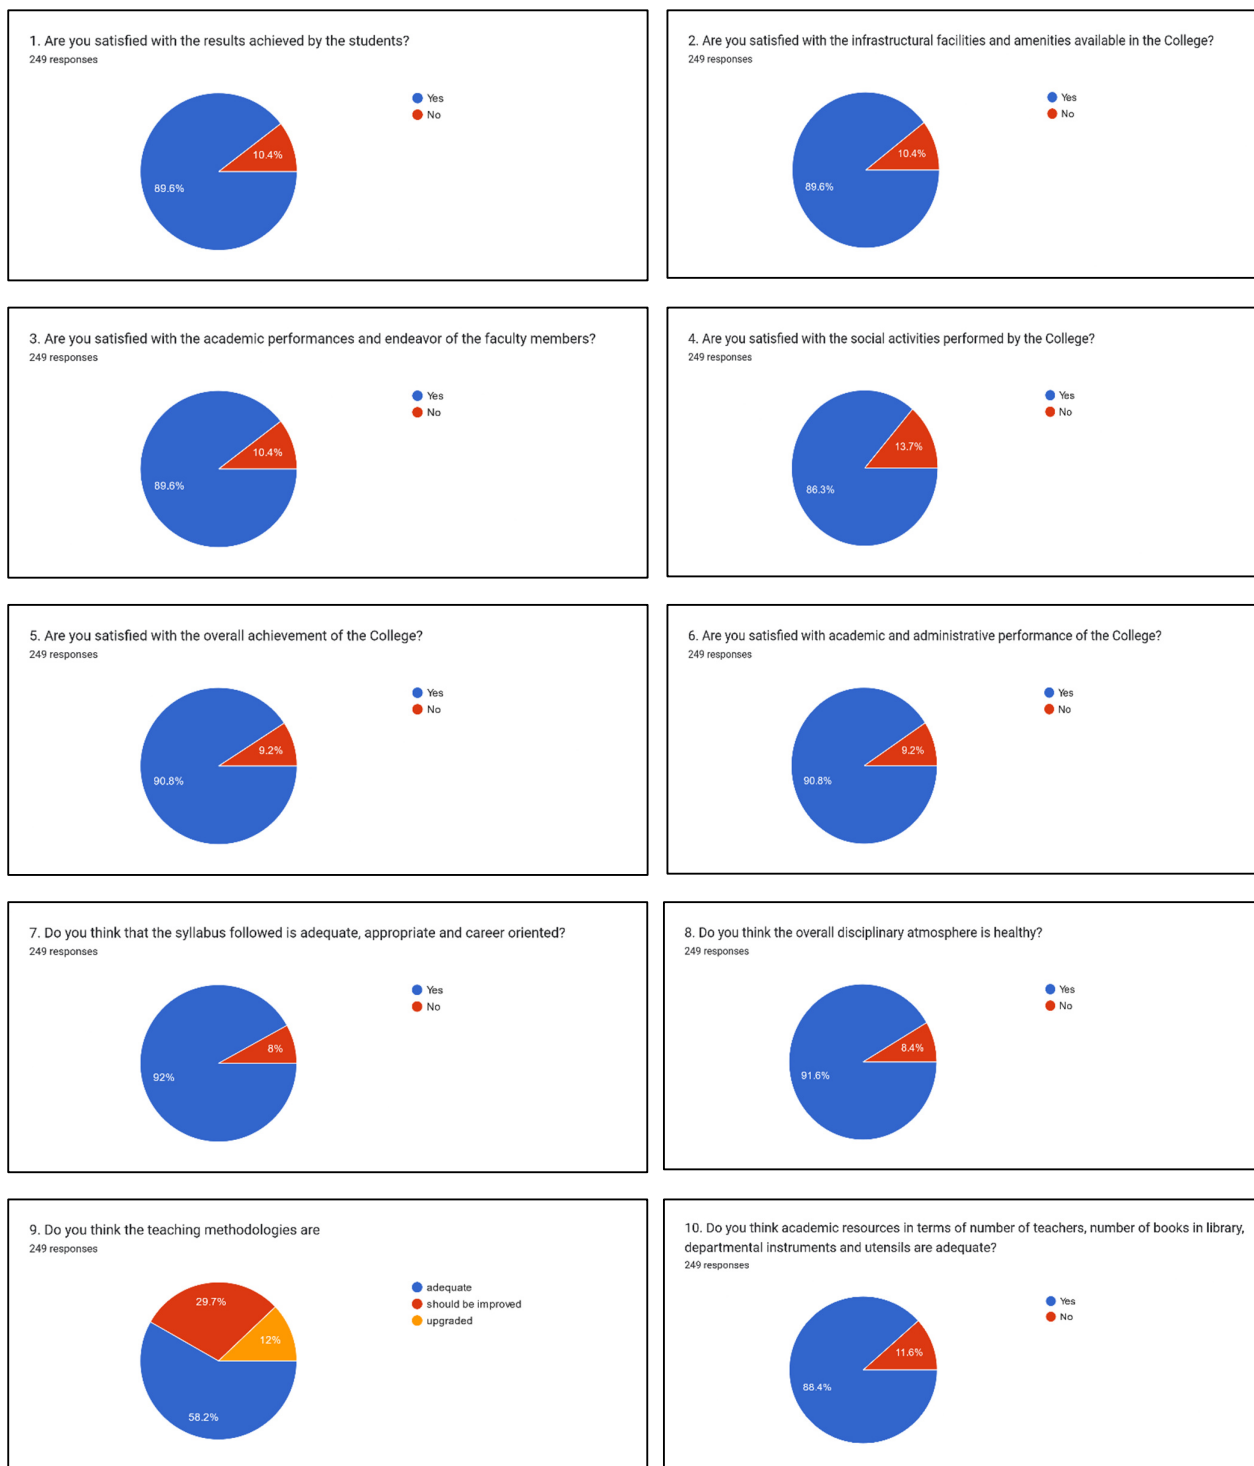 1. Are you satisfied with the results achieved by the students?
249 responses
Yes
No
10.4%
89.6%
2. Are you satisfied with the infrastructural facilities and amenities available in the College?
249 responses
Yes
No
10.4%
89.6%
3. Are you satisfied with the academic performances and endeavor of the faculty members?
249 responses
Yes
No
10.4%
89.6%
4. Are you satisfied with the social activities performed by the College?
249 responses
Yes
No
13.7%
86.3%
5. Are you satisfied with the overall achievement of the College?
249 responses
Yes
No
9.2%
90.8%
6. Are you satisfied with academic and administrative performance of the College?
249 responses
Yes
No
9.2%
90.8%
7. Do you think that the syllabus followed is adequate, appropriate and career oriented?
249 responses
Yes
No
8%
92%
8. Do you think the overall disciplinary atmosphere is healthy?
249 responses
Yes
No
8.4%
91.6%
9. Do you think the teaching methodologies are
249 responses
adequate
should be improved
upgraded
29.7%
12%
58.2%
10. Do you think academic resources in terms of number of teachers, number of books in library,
departmental instruments and utensils are adequate?
249 responses
Yes
No
11.6%
88.4%